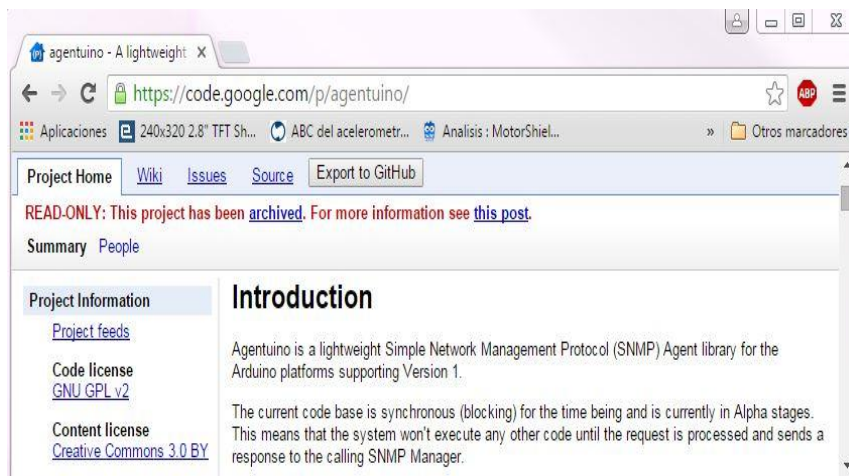 agentuino - A lightweight
https://code.google.com/p/agentuino/
ABP
Aplicaciones 240x320 2.8" TFT Sh... ABC del acelerometr... Analisis : MotorShiel... » Otros marcadores
Project Home Wiki Issues Source Export to GitHub
READ-ONLY: This project has been archived. For more information see this post.
Summary People
Project Information
Project feeds
Code license
GNU GPL v2
Content license
Creative Commons 3.0 BY
Introduction
Agentuino is a lightweight Simple Network Management Protocol (SNMP) Agent library for the
Arduino platforms supporting Version 1.
The current code base is synchronous (blocking) for the time being and is currently in Alpha stages.
This means that the system won't execute any other code until the request is processed and sends a
response to the calling SNMP Manager.